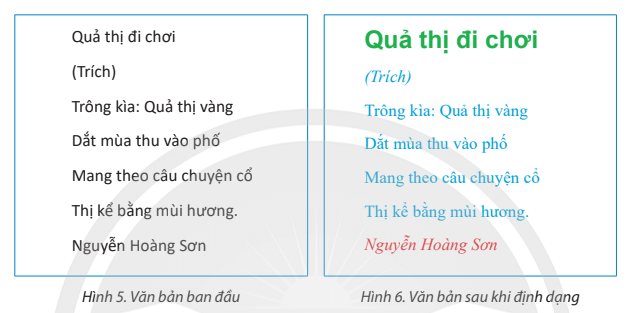 Quả thị đi chơi
(Trích)
Trông kìa: Quả thị vàng
Dắt mùa thu vào phố
Mang theo câu chuyện cổ
Thị kể bằng mùi hương.
Nguyễn Hoàng Sơn
Hình 5. Văn bản ban đầu
Quả thị đi chơi
(Trích)
Trông kìa: Quả thị vàng
Dắt mùa thu vào phố
Mang theo câu chuyện cổ
Thị kể bằng mùi hương.
Nguyễn Hoàng Sơn
Hình 6. Văn bản sau khi định dạng